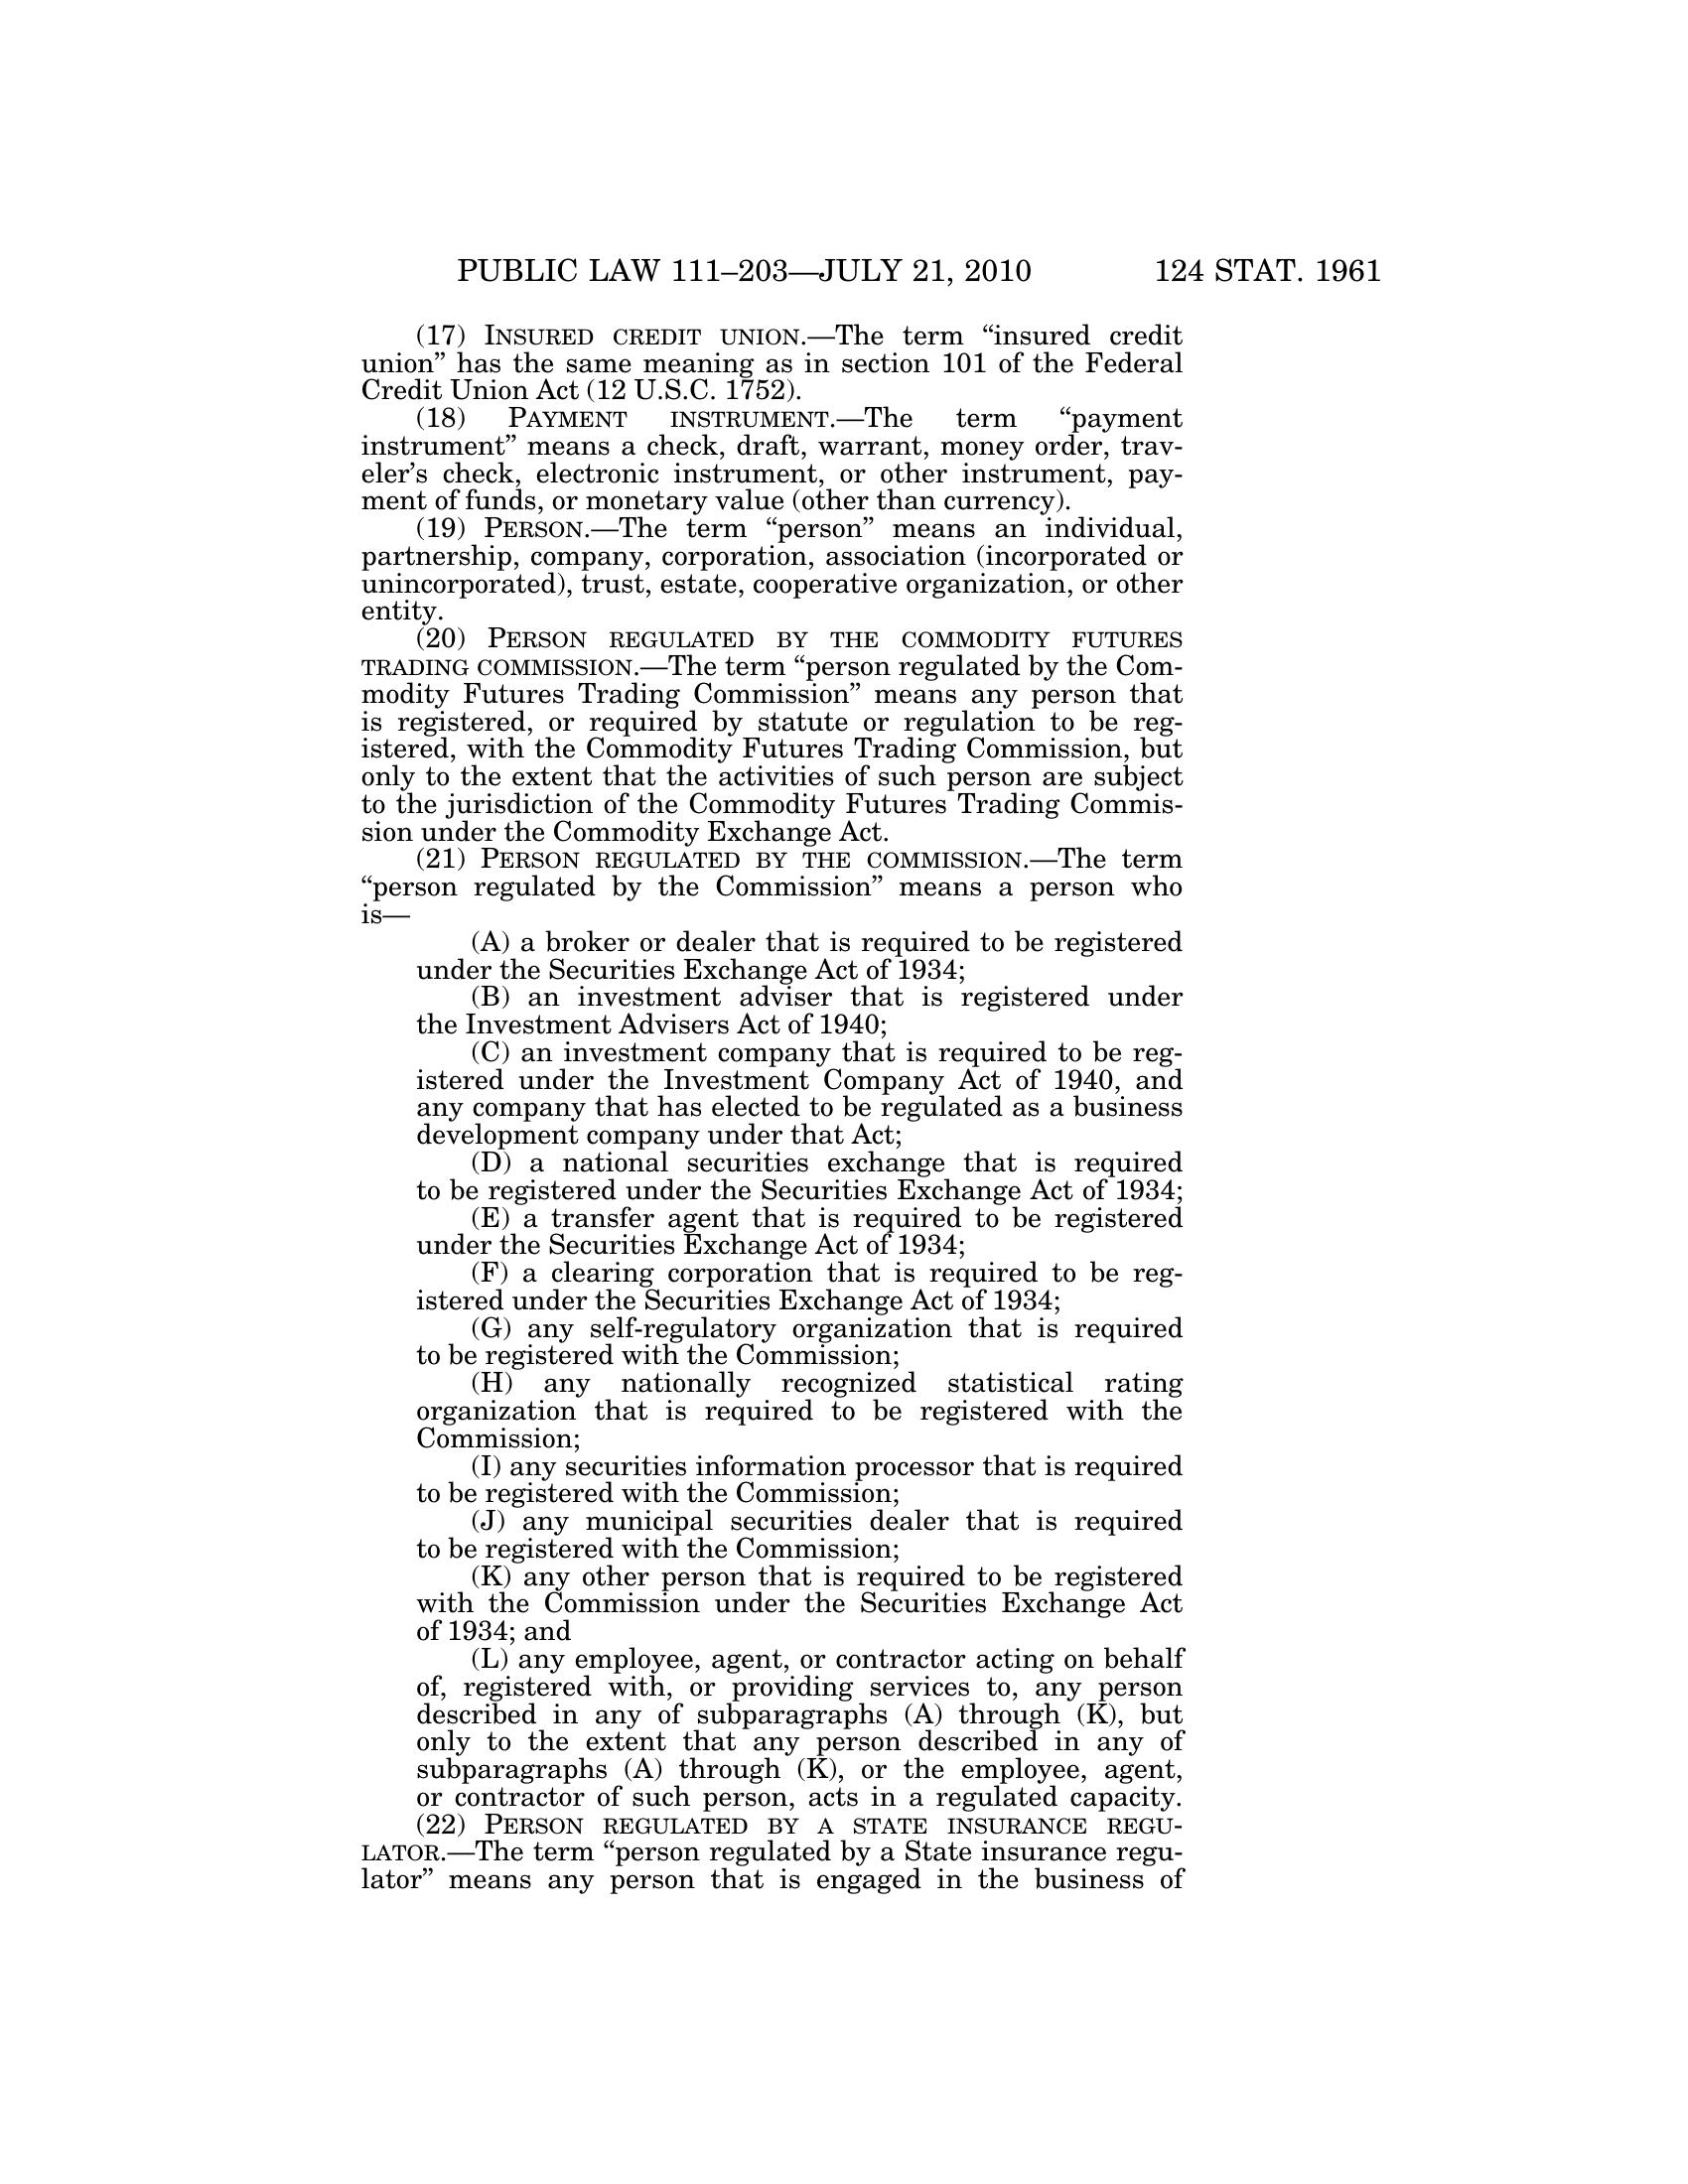 PUBLIC LAW 111–203—JULY 21, 2010 124 STAT. 1961
(17) INSURED CREDIT UNION.—The term “insured credit
union” has the same meaning as in section 101 of the Federal
Credit Union Act (12 U.S.C. 1752).
(18) PAYMENT INSTRUMENT.—The term “payment
instrument” means a check, draft, warrant, money order, trav-
eler’s check, electronic instrument, or other instrument, pay-
ment of funds, or monetary value (other than currency).
(19) PERSON.—The term “person” means an individual,
partnership, company, corporation, association (incorporated or
unincorporated), trust, estate, cooperative organization, or other
entity.
(20) PERSON REGULATED BY THE COMMODITY FUTURES
TRADING COMMISSION.—The term “person regulated by the Com-
modity Futures Trading Commission” means any person that
is registered, or required by statute or regulation to be reg-
istered, with the Commodity Futures Trading Commission, but
only to the extent that the activities of such person are subject
to the jurisdiction of the Commodity Futures Trading Commis-
sion under the Commodity Exchange Act.
(21) PERSON REGULATED BY THE COMMISSION.—The term
“person regulated by the Commission” means a person who
is—
(A) a broker or dealer that is required to be registered
under the Securities Exchange Act of 1934;
(B) an investment adviser that is registered under
the Investment Advisers Act of 1940;
(C) an investment company that is required to be reg-
istered under the Investment Company Act of 1940, and
any company that has elected to be regulated as a business
development company under that Act;
(D) a national securities exchange that is required
to be registered under the Securities Exchange Act of 1934;
(E) a transfer agent that is required to be registered
under the Securities Exchange Act of 1934;
(F) a clearing corporation that is required to be reg-
istered under the Securities Exchange Act of 1934;
(G) any self-regulatory organization that is required
to be registered with the Commission;
(H) any nationally recognized statistical rating
organization that is required to be registered with the
Commission;
(I) any securities information processor that is required
to be registered with the Commission;
(J) any municipal securities dealer that is required
to be registered with the Commission;
(K) any other person that is required to be registered
with the Commission under the Securities Exchange Act
of 1934; and
(L) any employee, agent, or contractor acting on behalf
of, registered with, or providing services to, any person
described in any of subparagraphs (A) through (K), but
only to the extent that any person described in any of
subparagraphs (A) through (K), or the employee, agent,
or contractor of such person, acts in a regulated capacity.
(22) PERSON REGULATED BY A STATE INSURANCE REGU-
LATOR.—The term “person regulated by a State insurance regu-
lator” means any person that is engaged in the business of